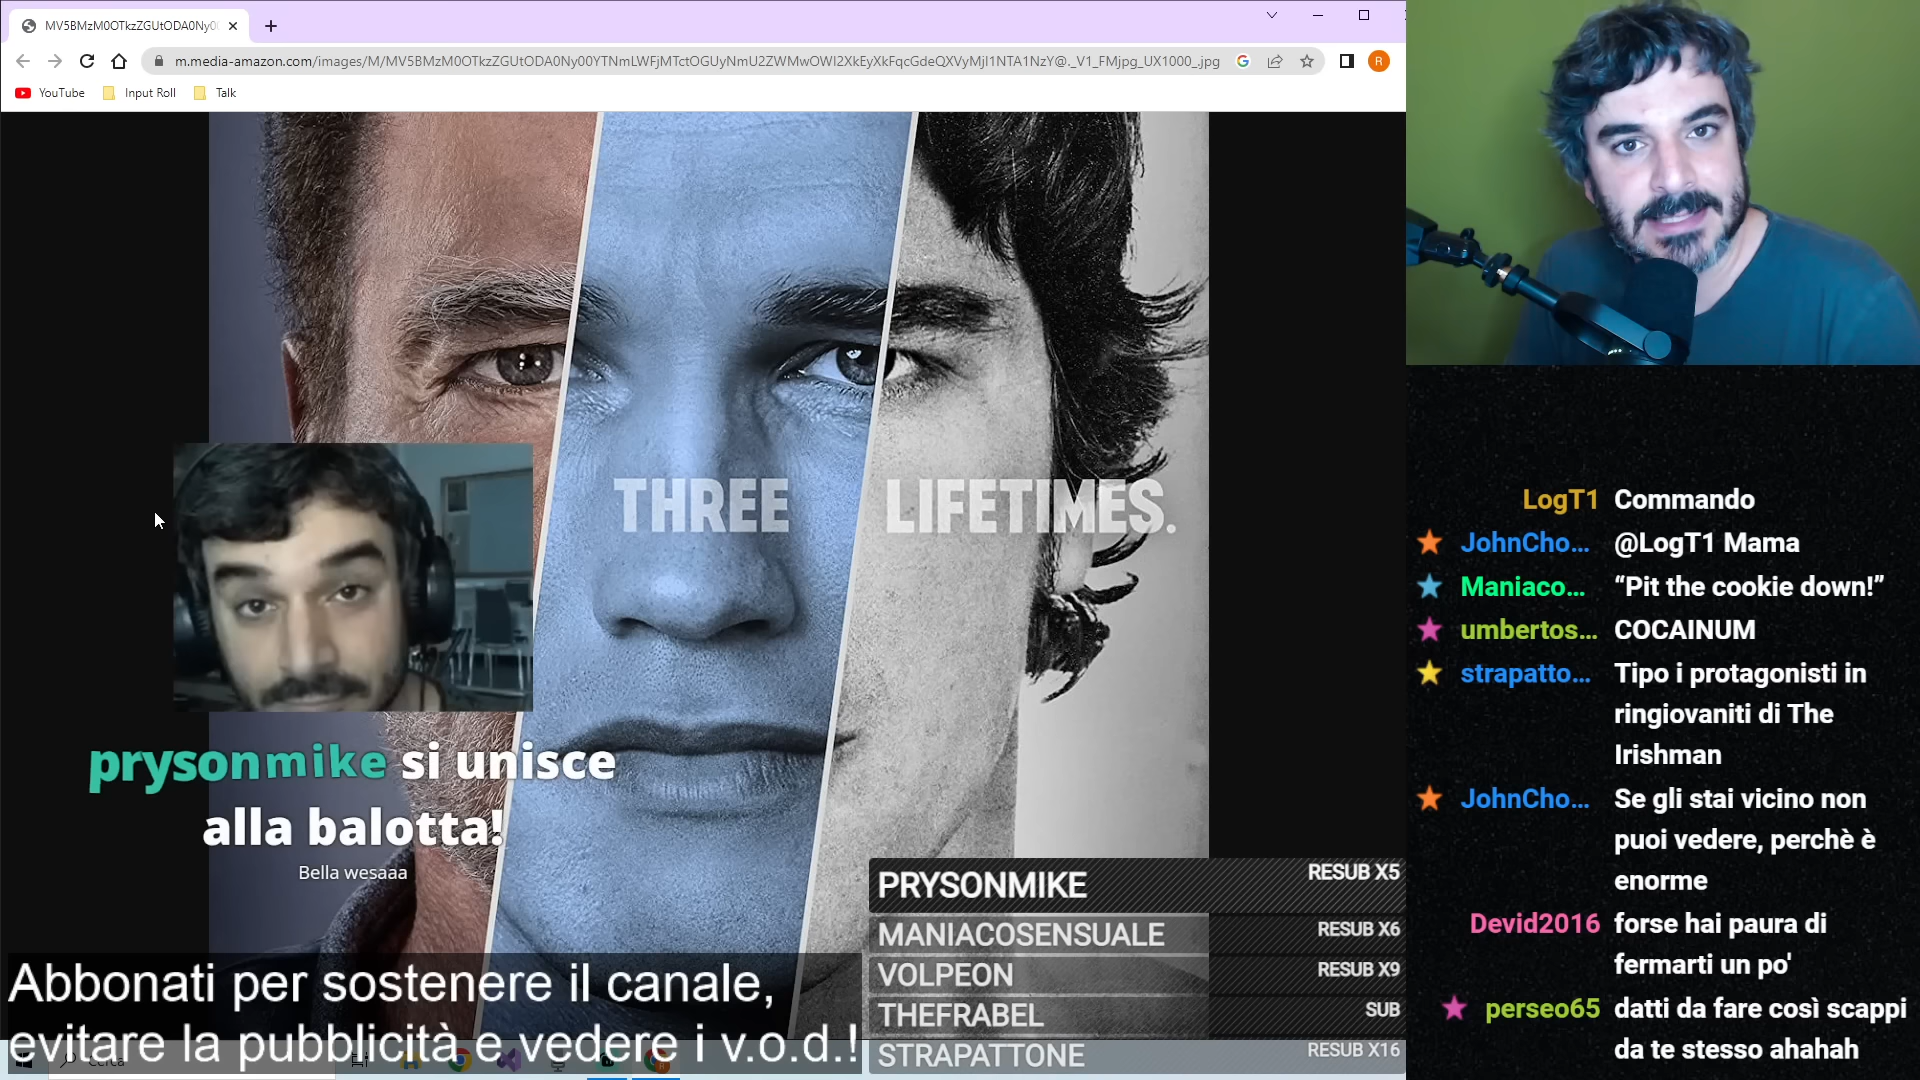 MV5BMzM0OTkzZGUtODA0Ny0
m.media-amazon.com/images/M/MV5BMzM0OTkzZGUtODA0Ny00YTNmLWFjMTctOGUyNmU2ZWMwOWI2XkEyXkFqcGdeQXVyMjI1NTA1NzY@._V1_FMjpg_UX1000_.jpg
R
YouTube
Input Roll
Talk
THREE LIFETIMES.
prysonmike si unisce
alla balotta!
Bella wesaaa
PRYSONMIKE RESUB X5
MANIACOSENSUALE RESUB X6
VOLPEON RESUB X9
THEFRABEL SUB
STRAPATTONE RESUB X16
Abbonati per sostenere il canale,
evitare la pubblicità e vedere i v.o.d.!
Cerca
LogT1 Commando
JohnCho... @LogT1 Mama
Maniaco... “Pit the cookie down!”
umbertos... COCAINUM
strapatto... Tipo i protagonisti in
ringiovaniti di The
Irishman
JohnCho... Se gli stai vicino non
puoi vedere, perchè è
enorme
Devid2016 forse hai paura di
fermarti un po'
perseo65 datti da fare così scappi
da te stesso ahahah